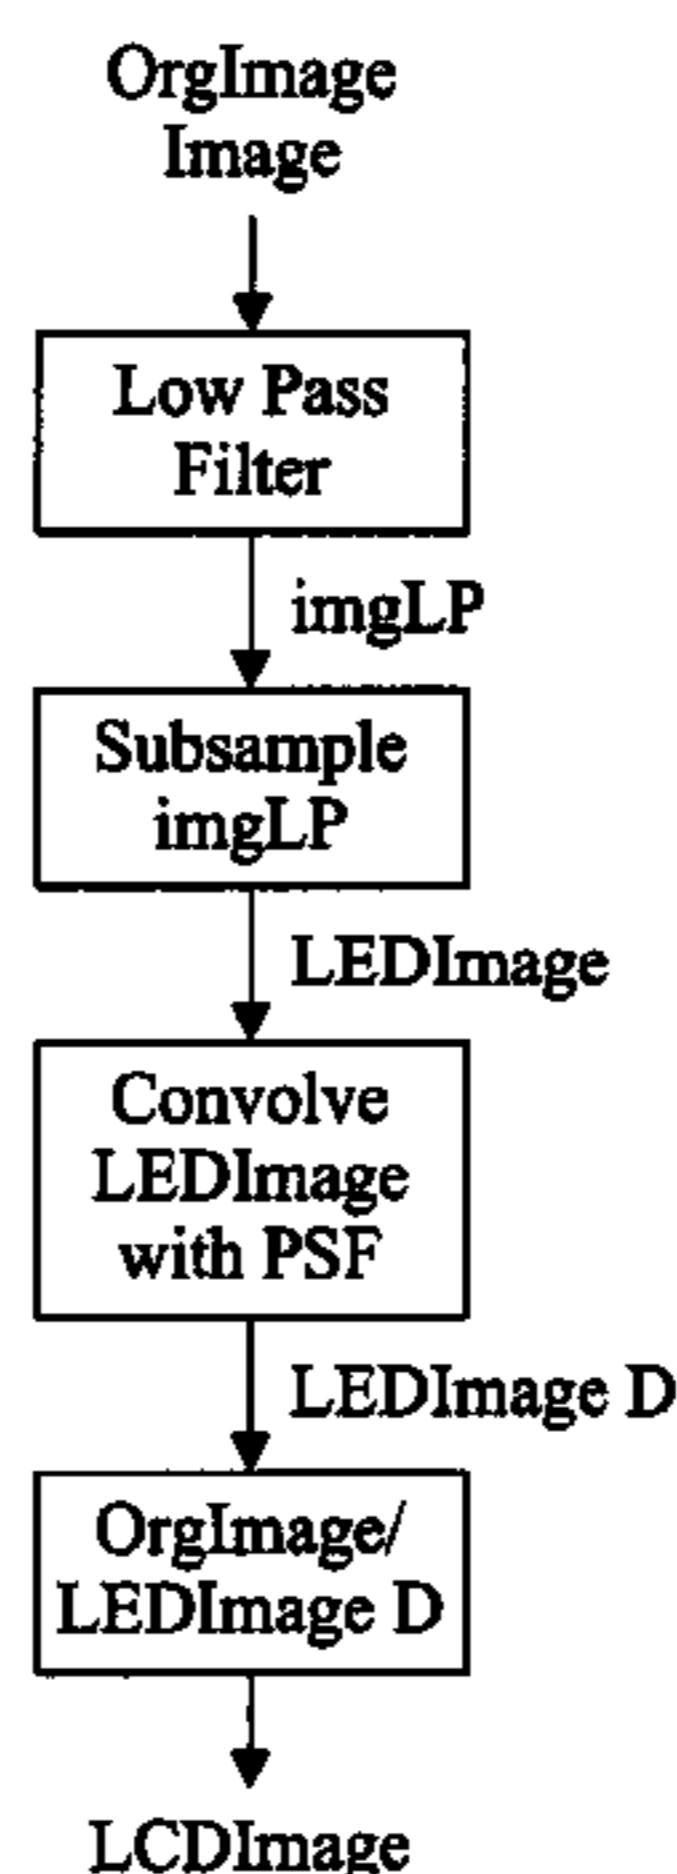 OrgImage
Image
Low Pass
Filter
imgLP
Subsample
imgLP
LEDImage
Convolve
LEDImage
with PSF
LEDImage D
OrgImage/
LEDImage D
LCDImage